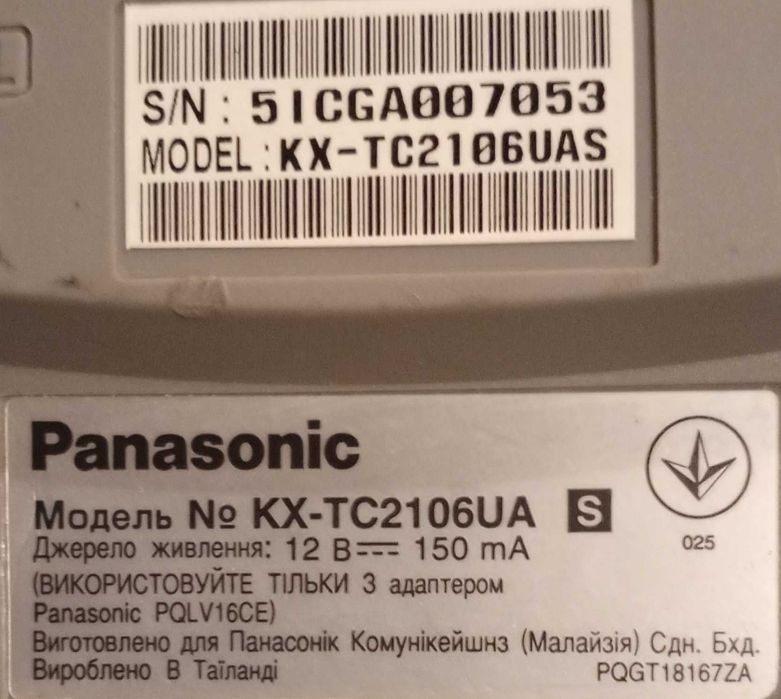 S/N : 5ICGA007053
MODEL : KX-TC2106UAS
Panasonic
Модель № KX-TC2106UA S
025
Джерело живлення: 12 В⎓ 150 mA
(ВИКОРИСТОВУЙТЕ ТІЛЬКИ З адаптером
Panasonic PQLV16CE)
Виготовлено для Панасонік Комунікейшнз (Малайзія) Сдн. Бхд.
Вироблено В Таїланді PQGT18167ZA